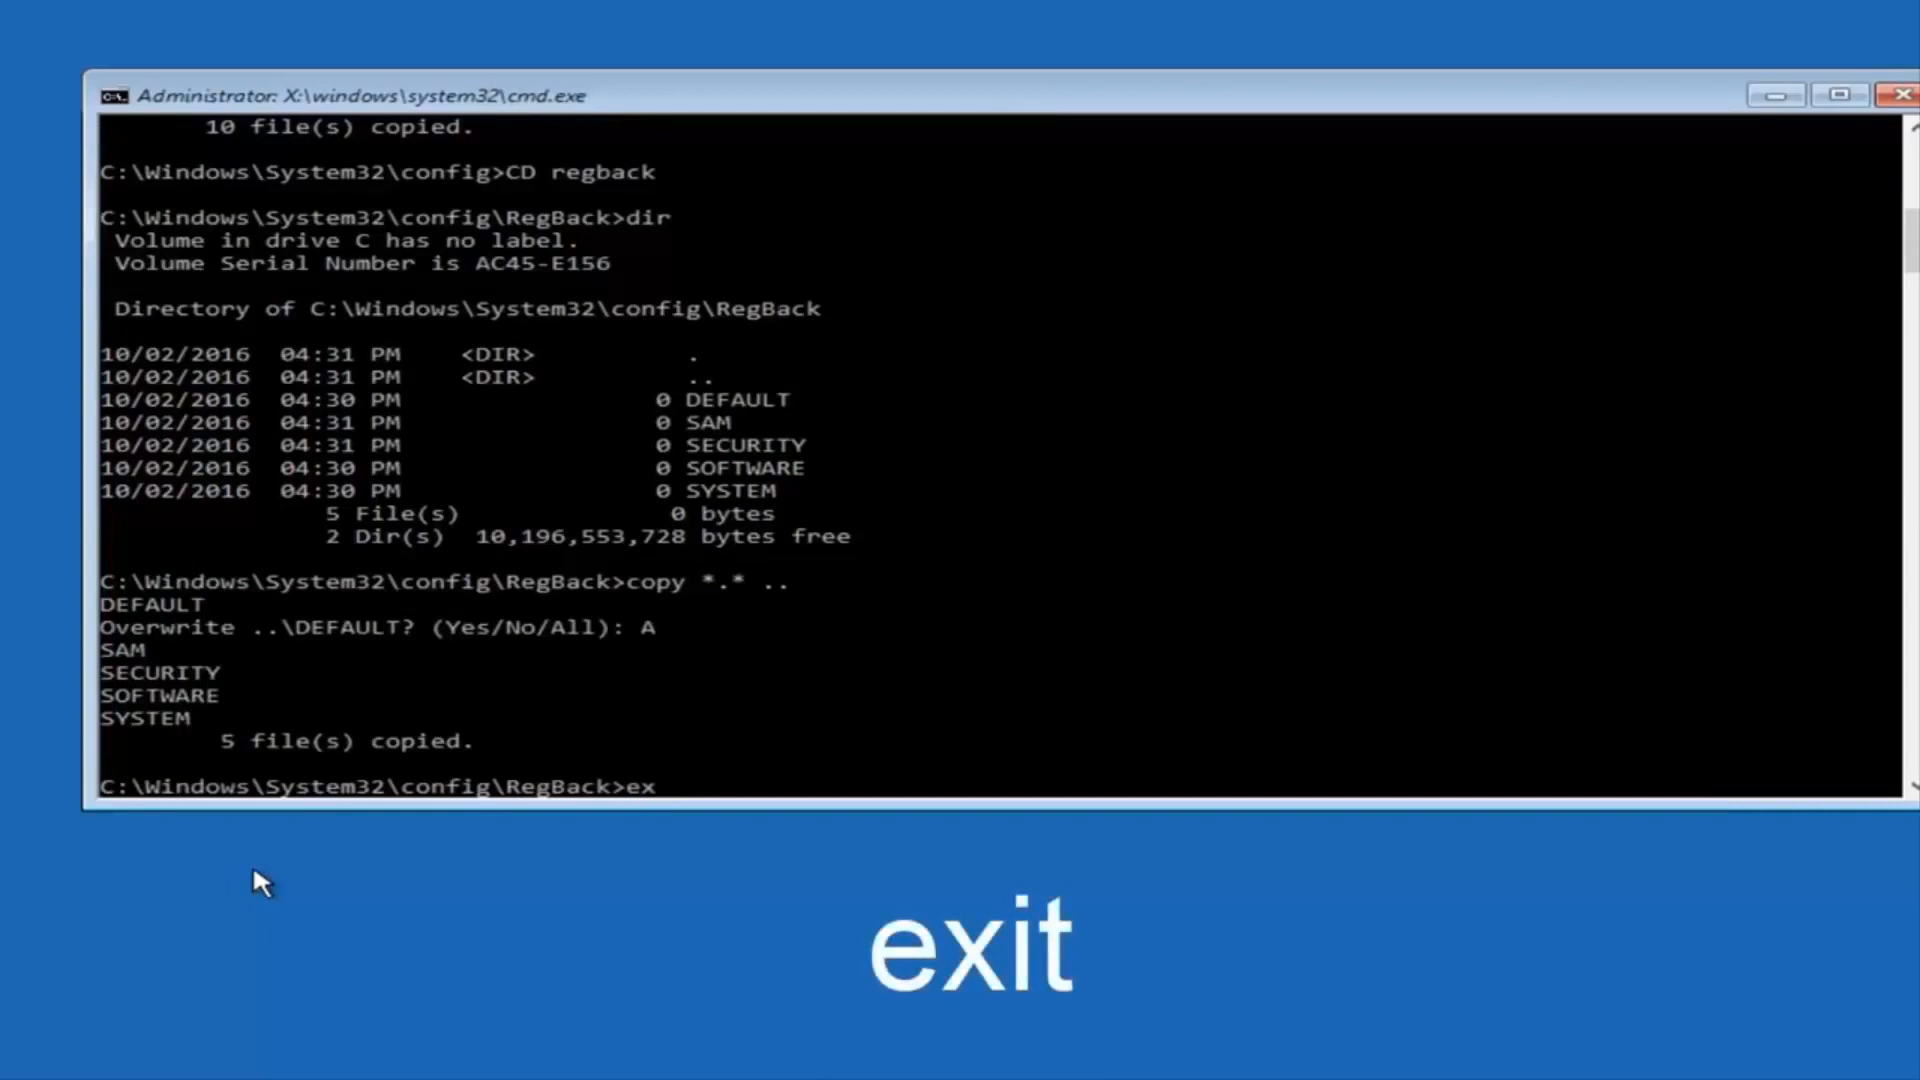 Administrator: X:\windows\system32\cmd.exe
10 file(s) copied.
C:\Windows\System32\config>CD regback
C:\Windows\System32\config\RegBack>dir
Volume in drive C has no label.
Volume Serial Number is AC45-E156
Directory of C:\Windows\System32\config\RegBack
10/02/2016 04:31 PM <DIR> .
10/02/2016 04:31 PM <DIR> ..
10/02/2016 04:30 PM 0 DEFAULT
10/02/2016 04:31 PM 0 SAM
10/02/2016 04:31 PM 0 SECURITY
10/02/2016 04:30 PM 0 SOFTWARE
10/02/2016 04:30 PM 0 SYSTEM
5 File(s) 0 bytes
2 Dir(s) 10,196,553,728 bytes free
C:\Windows\System32\config\RegBack>copy *.* ..
DEFAULT
Overwrite ..\DEFAULT? (Yes/No/All): A
SAM
SECURITY
SOFTWARE
SYSTEM
5 file(s) copied.
C:\Windows\System32\config\RegBack>ex
exit